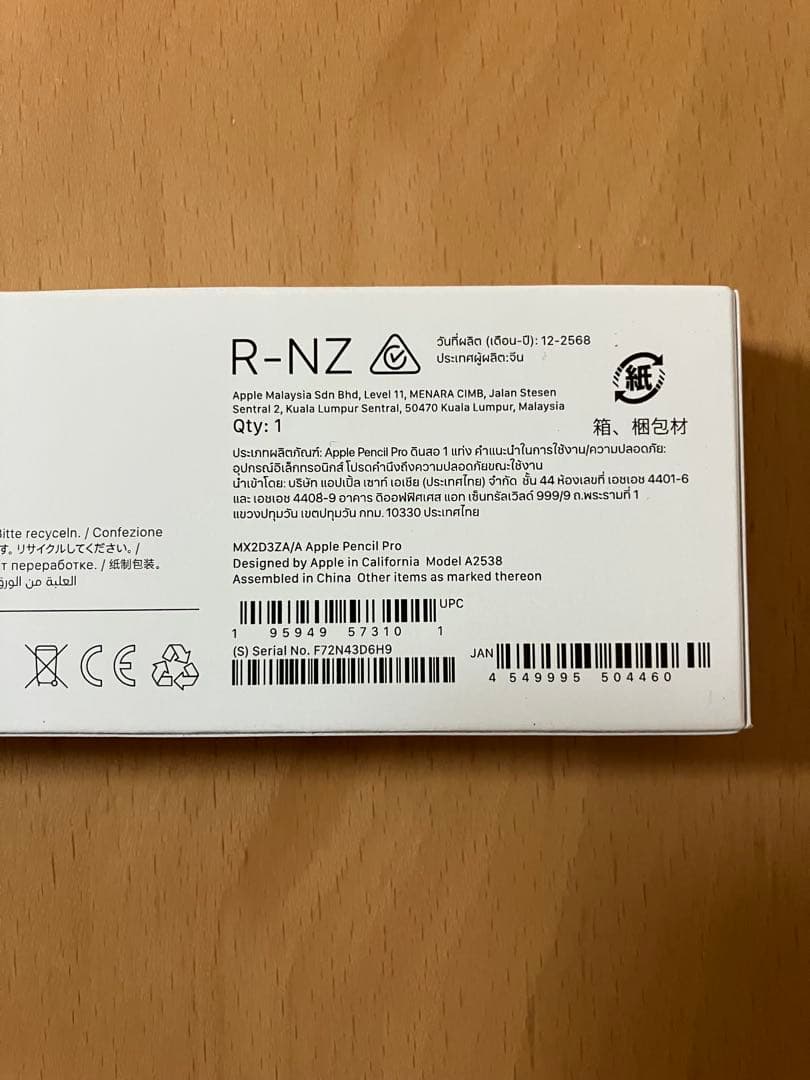 R-NZ
วันที่ผลิต (เดือน-ปี): 12-2568
ประเทศผู้ผลิต:จีน
紙
Apple Malaysia Sdn Bhd, Level 11, MENARA CIMB, Jalan Stesen
Sentral 2, Kuala Lumpur Sentral, 50470 Kuala Lumpur, Malaysia
Qty: 1
箱、梱包材
ประเภทผลิตภัณฑ์: Apple Pencil Pro ดินสอ 1 แท่ง คำแนะนำในการใช้งาน/ความปลอดภัย:
อุปกรณ์อิเล็กทรอนิกส์ โปรดคำนึงถึงความปลอดภัยขณะใช้งาน
นำเข้าโดย: บริษัท แอปเปิ้ล เซาท์ เอเชีย (ประเทศไทย) จำกัด ชั้น 44 ห้องเลขที่ เอชเอช 4401-6
และ เอชเอช 4408-9 อาคาร ดิออฟฟิศเศส แอท เซ็นทรัลเวิลด์ 999/9 ถ.พระรามที่ 1
แขวงปทุมวัน เขตปทุมวัน กทม. 10330 ประเทศไทย
Bitte recyceln. / Confezione
す。リサイクルしてください。/
т переработке. / 纸制包装。
العلبة من الورق
MX2D3ZA/A Apple Pencil Pro
Designed by Apple in California Model A2538
Assembled in China Other items as marked thereon
UPC
1 95949 57310 1
(S) Serial No. F72N43D6H9
JAN
4 549995 504460
CE